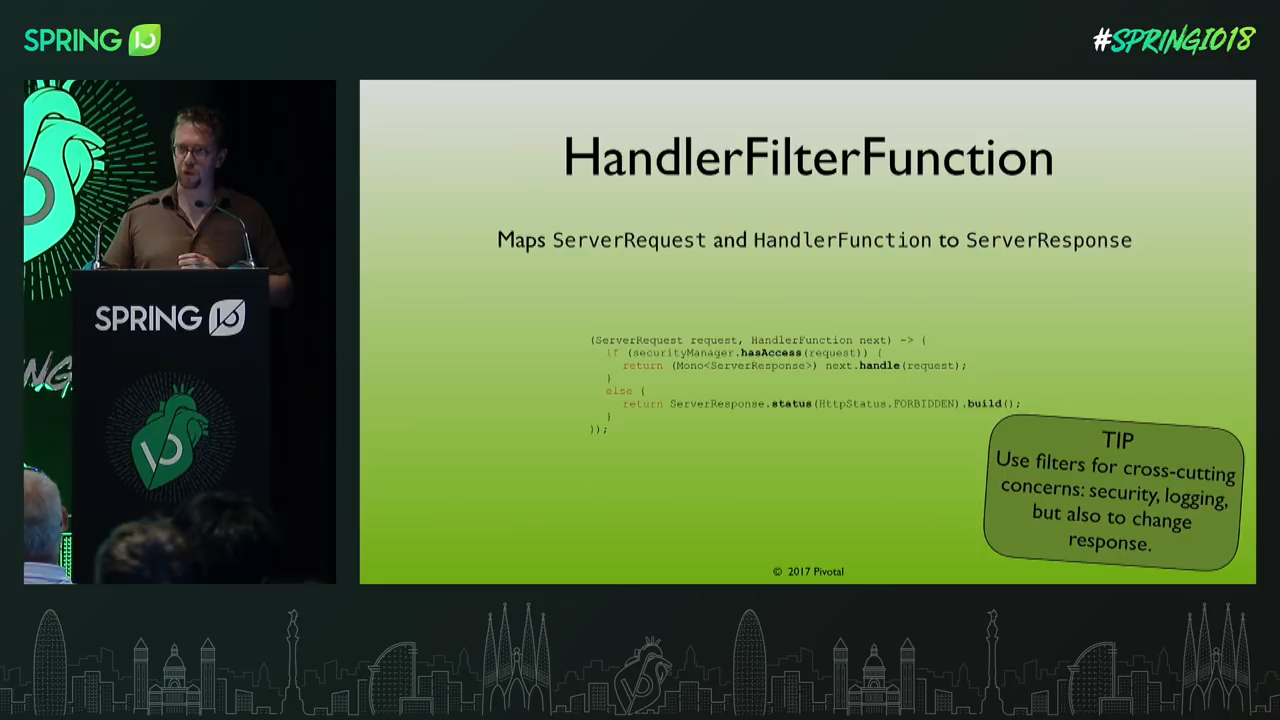 SPRING IO
#SPRINGIO18
HandlerFilterFunction
Maps ServerRequest and HandlerFunction to ServerResponse
(ServerRequest request, HandlerFunction next) -> {
if (securityManager.hasAccess(request)) {
return (Mono<ServerResponse>) next.handle(request);
}
else {
return ServerResponse.status(HttpStatus.FORBIDDEN).build();
}
});
TIP
Use filters for cross-cutting
concerns: security, logging,
but also to change
response.
© 2017 Pivotal
SPRING IO